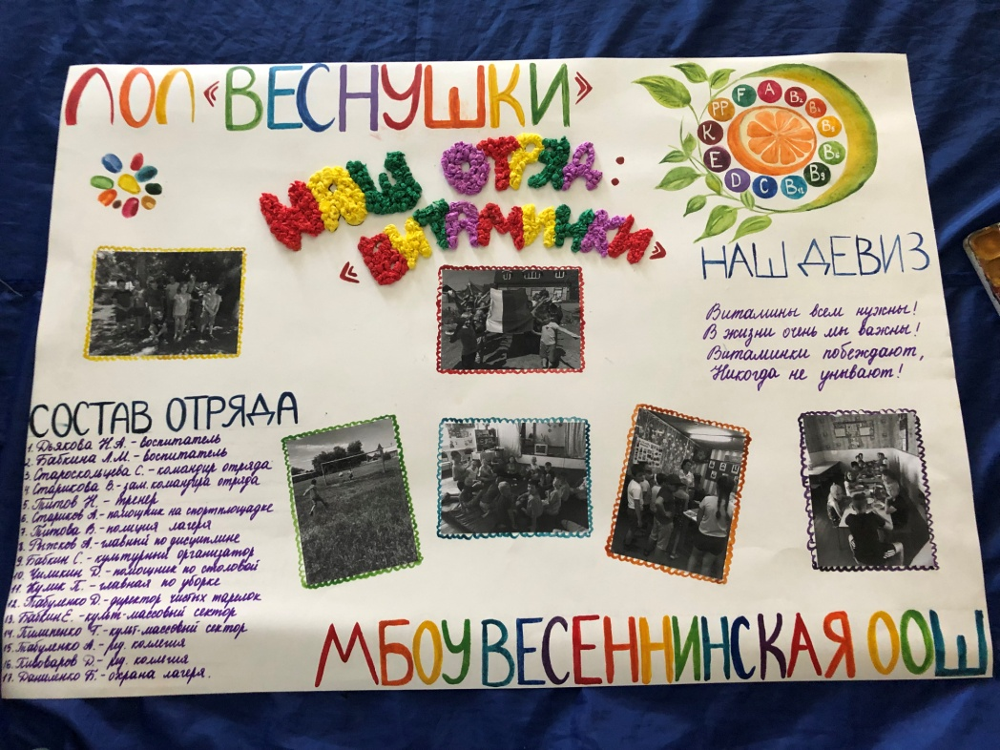 ЛОЛ «ВЕСНУШКИ»
НАШ ОТРЯД:
«ВИТАМИНКИ»
PP F A B₂ B₁
K E D C B₁₂ B₉ B₆
НАШ ДЕВИЗ
Витамины всем нужны!
В жизни очень мы важны!
Витаминки побеждают,
Никогда не унывают!
СОСТАВ ОТРЯДА
1. Дьякова Н.А. - воспитатель
2. Бабкина А.М. - воспитатель
3. Староскольцева С. - командир отряда
4. Старикова В. - зам. командира отряда
5. Титов Н. - тренер
6. Стариков А. - помощник на спортплощадке
7. Титова В. - полиция лагеря
8. Рыжков А. - главный по дисциплине
9. Бабкин С. - культурный организатор
10. Чиликин Д. - помощник по столовой
11. Кулик П. - главная по уборке
12. Табуленко Д. - директор чистых тарелок
13. Бабкин Е. - культ-массовый сектор
14. Пилипенко Г. - культ-массовый сектор
15. Табуленко А. - ред. коллегия
16. Пивоваров Д. - ред. коллегия
17. Даниленко Б. - охрана лагеря.
МБОУ ВЕСЕННИНСКАЯ ООШ